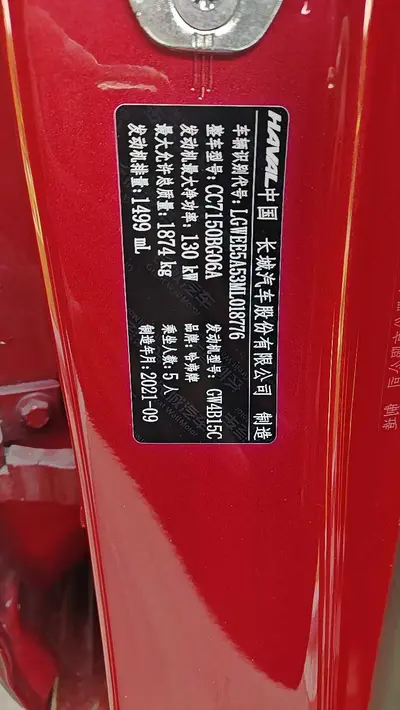 HAVAL 中国 长城汽车股份有限公司 制造
车辆识别代号: LGWEE5A53ML018776
整车型号: CC7150BG06A 发动机型号: GW4B15C
发动机最大净功率: 130 kW 品牌: 哈弗牌
最大允许总质量: 1874 kg 乘坐人数: 5 人
发动机排量: 1499 mL 制造年月: 2021-09